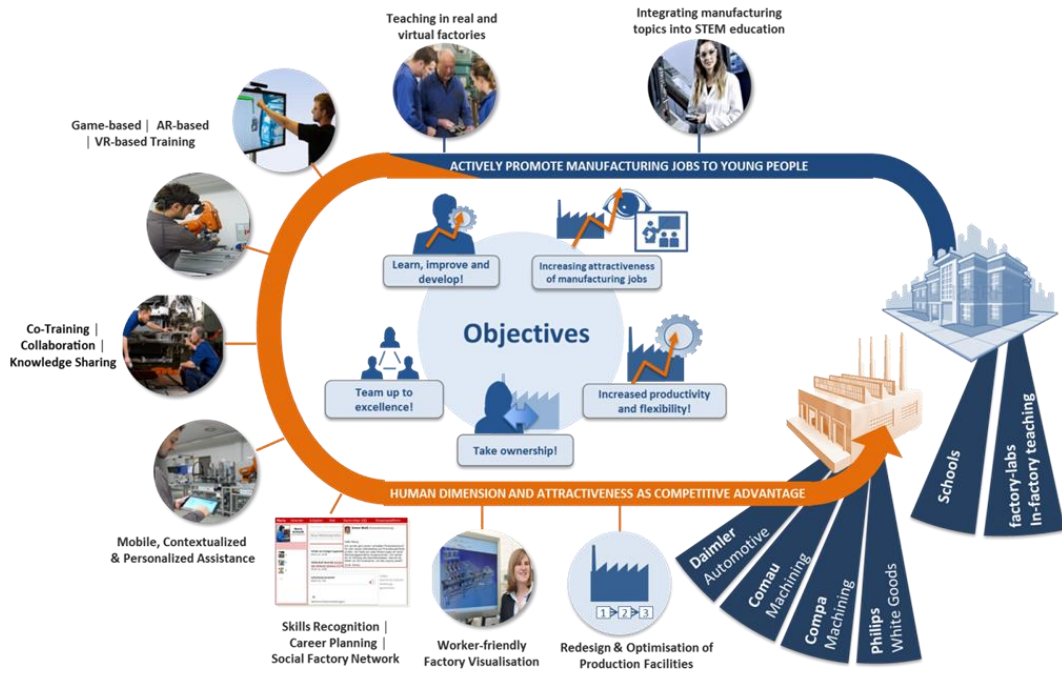 Teaching in real and
virtual factories
Integrating manufacturing
topics into STEM education
Game-based | AR-based
| VR-based Training
ACTIVELY PROMOTE MANUFACTURING JOBS TO YOUNG PEOPLE
Learn, improve and
develop!
Increasing attractiveness
of manufacturing jobs
Objectives
Co-Training |
Collaboration |
Knowledge Sharing
Team up to
excellence!
Increased productivity
and flexibility!
Take ownership!
Mobile, Contextualized
& Personalized Assistance
HUMAN DIMENSION AND ATTRACTIVENESS AS COMPETITIVE ADVANTAGE
Skills Recognition |
Career Planning |
Social Factory Network
Worker-friendly
Factory Visualisation
1 2 3
Redesign & Optimisation of
Production Facilities
Daimler
Automotive
Comau
Machining
Compa
Machining
Philips
White Goods
Schools
factory-labs
In-factory teaching